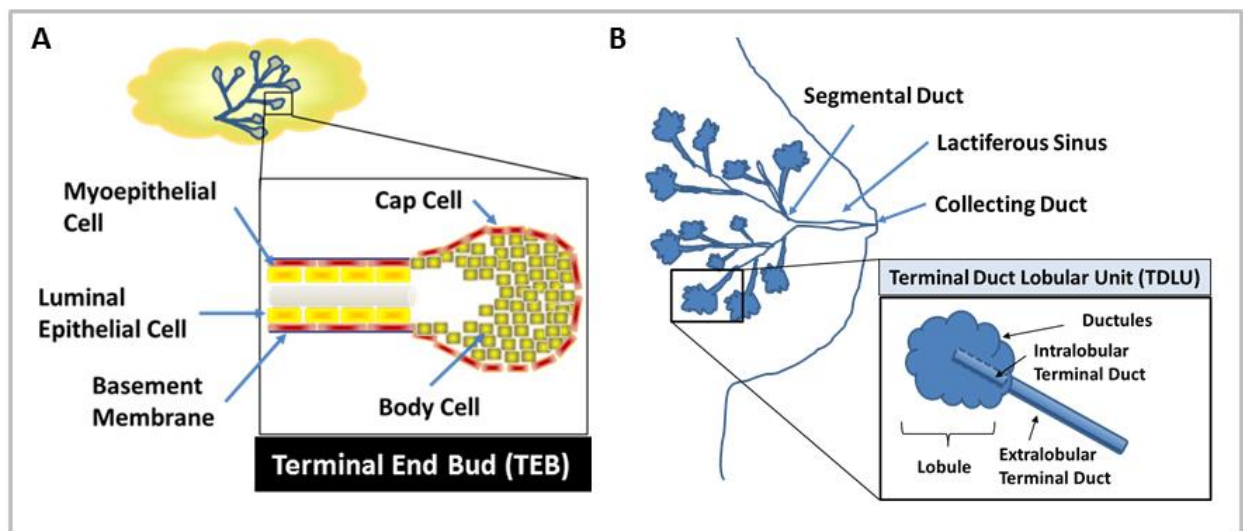 A
Myoepithelial
Cell
Cap Cell
Luminal
Epithelial Cell
Basement
Membrane
Body Cell
Terminal End Bud (TEB)
B
Segmental Duct
Lactiferous Sinus
Collecting Duct
Terminal Duct Lobular Unit (TDLU)
Ductules
Intralobular
Terminal Duct
Lobule
Extralobular
Terminal Duct